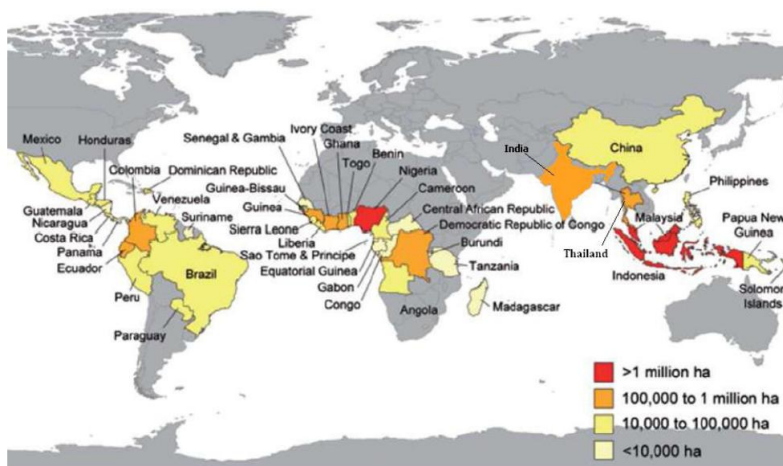 Mexico
Honduras
Colombia
Dominican Republic
Venezuela
Guatemala
Nicaragua
Suriname
Costa Rica
Panama
Ecuador
Brazil
Peru
Paraguay
Senegal & Gambia
Ivory Coast
Ghana
Togo
Benin
Nigeria
Guinea-Bissau
Cameroon
Guinea
Central African Republic
Sierra Leone
Democratic Republic of Congo
Liberia
Burundi
Sao Tome & Principe
Equatorial Guinea
Tanzania
Gabon
Congo
Madagascar
Angola
China
India
Philippines
Malaysia
Papua New
Guinea
Thailand
Indonesia
Solomon
Islands
>1 million ha
100,000 to 1 million ha
10,000 to 100,000 ha
<10,000 ha